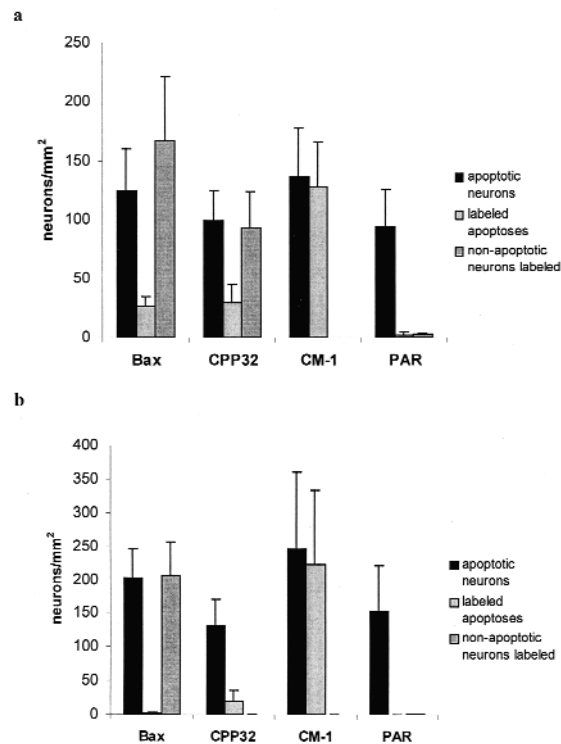 a
250
200
150
100
50
0
neurons/mm²
Bax CPP32 CM-1 PAR
apoptotic
neurons
labeled
apoptoses
non-apoptotic
neurons labeled
b
400
350
300
250
200
150
100
50
0
neurons/mm²
Bax CPP32 CM-1 PAR
apoptotic
neurons
labeled
apoptoses
non-apoptotic
neurons labeled